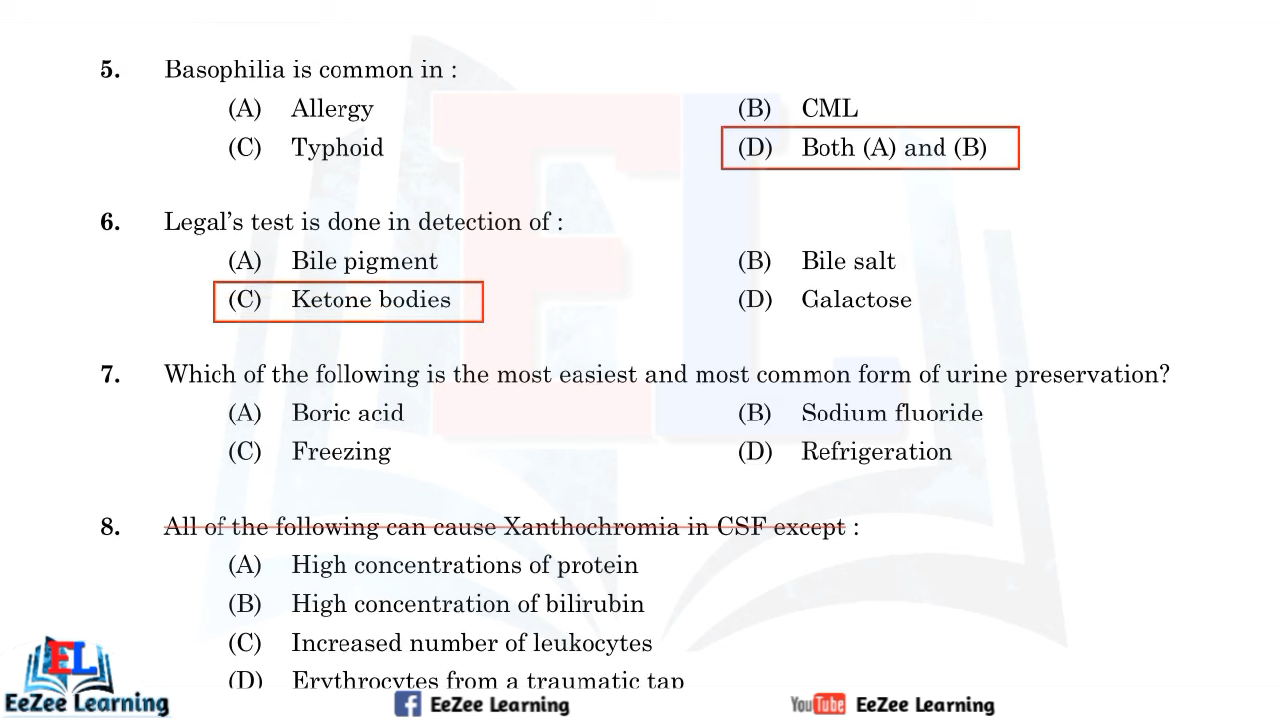 5. Basophilia is common in :
(A) Allergy (B) CML
(C) Typhoid (D) Both (A) and (B)
6. Legal's test is done in detection of :
(A) Bile pigment (B) Bile salt
(C) Ketone bodies (D) Galactose
7. Which of the following is the most easiest and most common form of urine preservation?
(A) Boric acid (B) Sodium fluoride
(C) Freezing (D) Refrigeration
8. All of the following can cause Xanthochromia in CSF except :
(A) High concentrations of protein
(B) High concentration of bilirubin
(C) Increased number of leukocytes
(D) Erythrocytes from a traumatic tap
EL
EL
EeZee Learning
f EeZee Learning
YouTube EeZee Learning